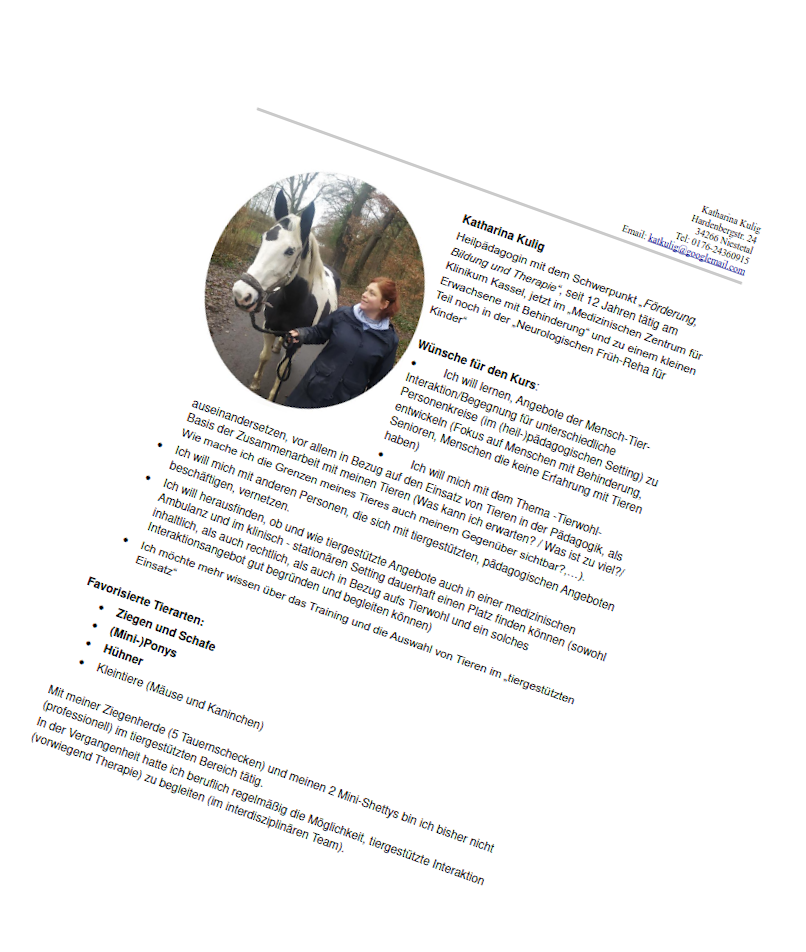 Katharina Kulig
Hardenbergstr. 24
34266 Niestetal
Tel: 0176-24360915
Email: katkulig@googlemail.com
Katharina Kulig
Heilpädagogin mit dem Schwerpunkt „Förderung,
Bildung und Therapie“, seit 12 Jahren tätig am
Klinikum Kassel, jetzt im „Medizinischen Zentrum für
Erwachsene mit Behinderung“ und zu einem kleinen
Teil noch in der „Neurologischen Früh-Reha für
Kinder“
Wünsche für den Kurs:
• Ich will lernen, Angebote der Mensch-Tier-
Interaktion/Begegnung für unterschiedliche
Personenkreise (im (heil-)pädagogischen Setting) zu
entwickeln (Fokus auf Menschen mit Behinderung,
Senioren, Menschen die keine Erfahrung mit Tieren
haben)
• Ich will mich mit dem Thema -Tierwohl-
auseinandersetzen, vor allem in Bezug auf den Einsatz von Tieren in der Pädagogik, als
Basis der Zusammenarbeit mit meinen Tieren (Was kann ich erwarten? / Was ist zu viel?/
Wie mache ich die Grenzen meines Tieres auch meinem Gegenüber sichtbar?,…).
• Ich will mich mit anderen Personen, die sich mit tiergestützten, pädagogischen Angeboten
beschäftigen, vernetzen.
• Ich will herausfinden, ob und wie tiergestützte Angebote auch in einer medizinischen
Ambulanz und im klinisch - stationären Setting dauerhaft einen Platz finden können (sowohl
inhaltlich, als auch rechtlich, als auch in Bezug aufs Tierwohl und ein solches
Interaktionsangebot gut begründen und begleiten können)
• Ich möchte mehr wissen über das Training und die Auswahl von Tieren im „tiergestützten
Einsatz“
Favorisierte Tierarten:
• Ziegen und Schafe
• (Mini-)Ponys
• Hühner
• Kleintiere (Mäuse und Kaninchen)
Mit meiner Ziegenherde (5 Tauernschecken) und meinen 2 Mini-Shettys bin ich bisher nicht
(professionell) im tiergestützten Bereich tätig.
In der Vergangenheit hatte ich beruflich regelmäßig die Möglichkeit, tiergestützte Interaktion
(vorwiegend Therapie) zu begleiten (im interdisziplinären Team).